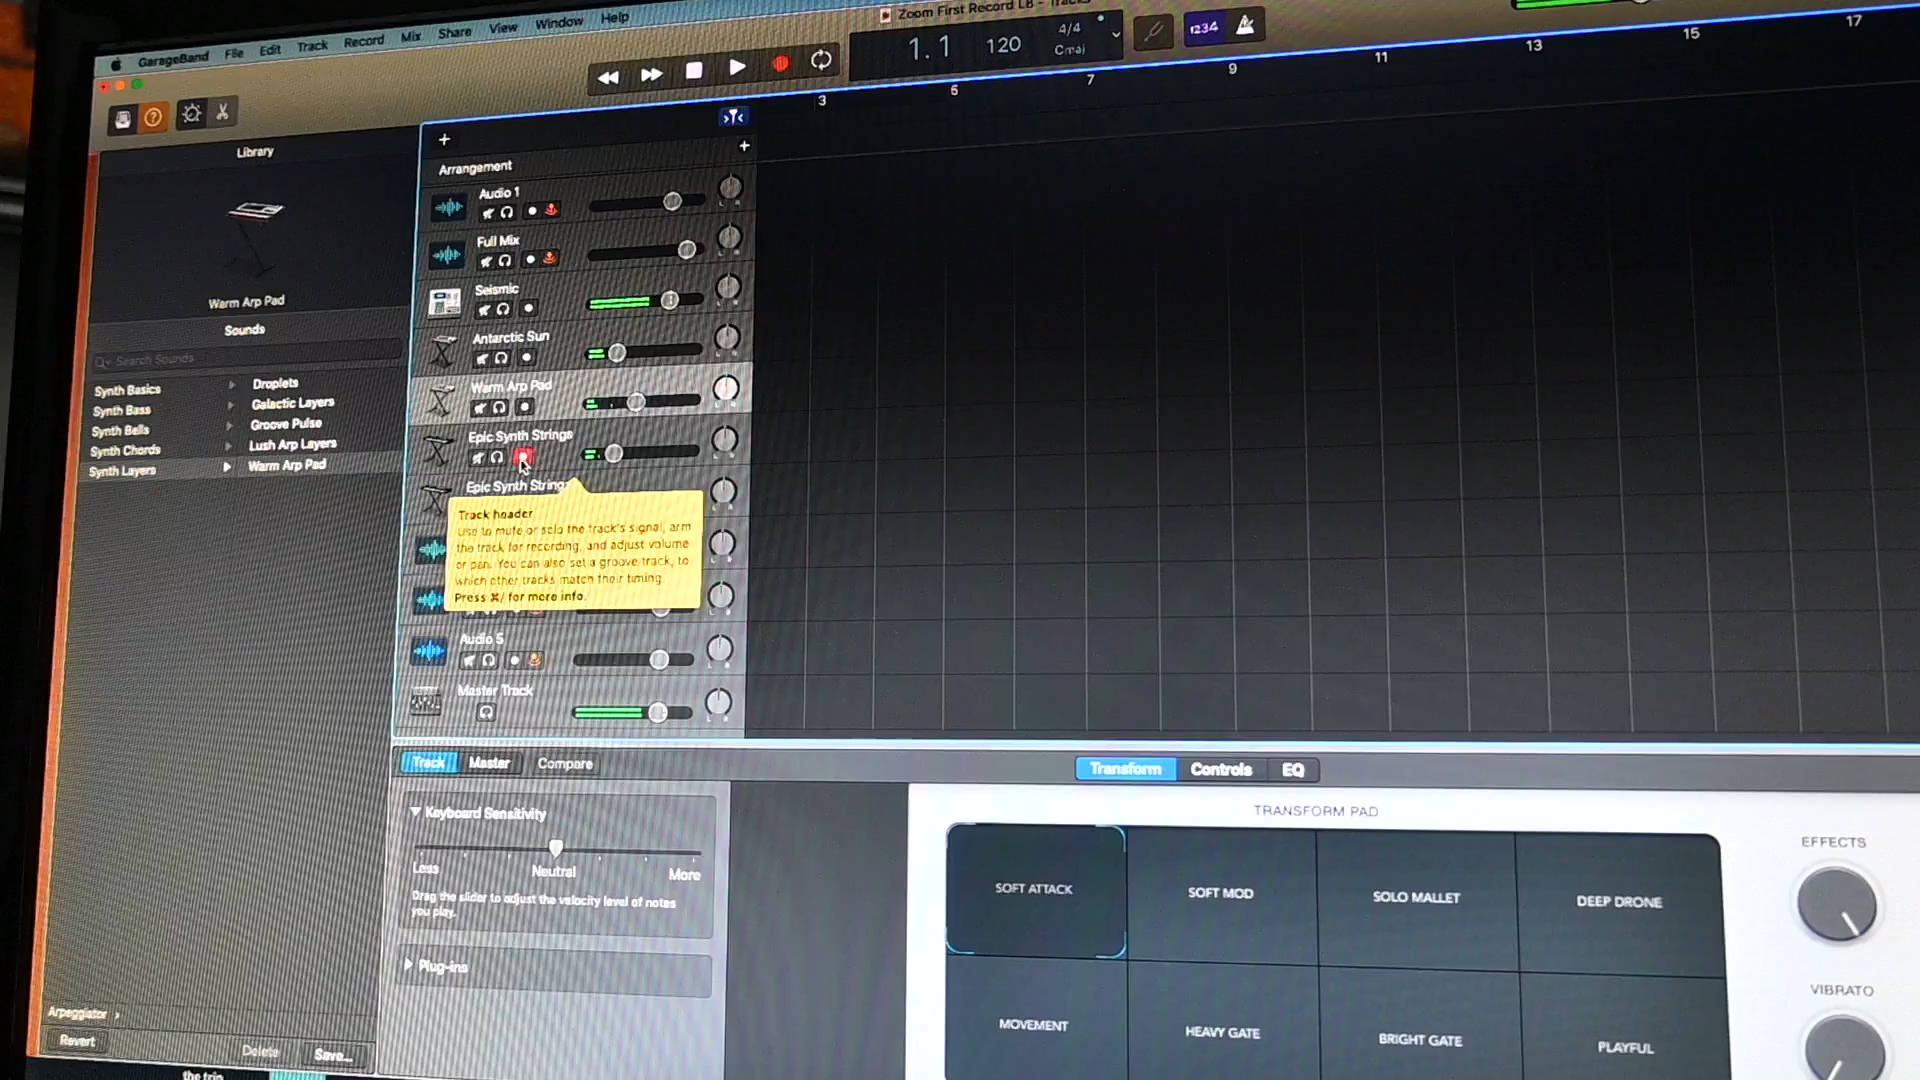 GarageBand File Edit Track Record Mix Share View Window Help
Zoom First Record LB - Tracks
1.1 120 4/4 Cmaj
1234
3 6 7 9 11 13 15 17
Library
Warm Arp Pad
Sounds
Search Sounds
Synth Basics
Synth Bass
Synth Bells
Synth Chords
Synth Layers
Droplets
Galactic Layers
Groove Pulse
Lush Arp Layers
Warm Arp Pad
Arpeggiator
Revert
Delete
Save...
Arrangement
Audio 1
Full Mix
Seismic
Antarctic Sun
Warm Arp Pad
Epic Synth Strings
Epic Synth Strings
Track header
Use to mute or solo the track's signal, arm
the track for recording, and adjust volume
or pan. You can also set a groove track, to
which other tracks match their timing.
Press ⌘/ for more info.
Audio 5
Master Track
Track Master Compare
Keyboard Sensitivity
Less Neutral More
Drag the slider to adjust the velocity level of notes
you play.
Plug-ins
Transform Controls EQ
TRANSFORM PAD
SOFT ATTACK SOFT MOD SOLO MALLET DEEP DRONE
MOVEMENT HEAVY GATE BRIGHT GATE PLAYFUL
EFFECTS
VIBRATO
the trip